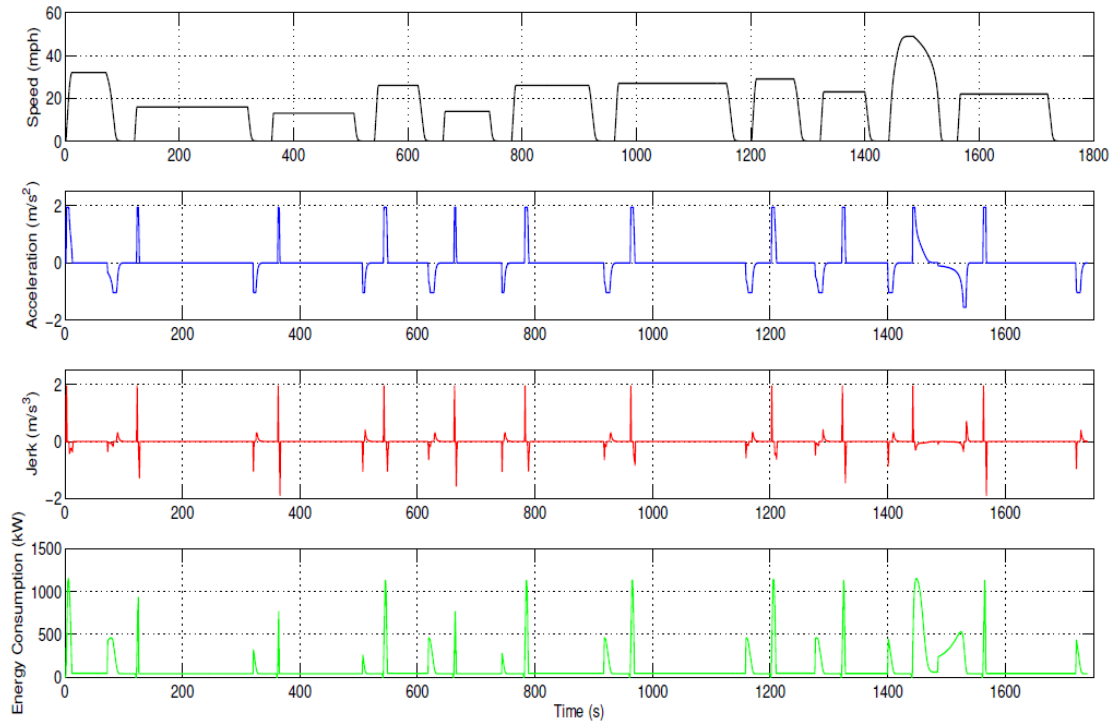 60
40
20
0
Speed (mph)
0 200 400 600 800 1000 1200 1400 1600 1800
2
0
−2
Acceleration (m/s²)
0 200 400 600 800 1000 1200 1400 1600
2
0
−2
Jerk (m/s³)
0 200 400 600 800 1000 1200 1400 1600
1500
1000
500
0
Energy Consumption (kW)
0 200 400 600 800 1000 1200 1400 1600
Time (s)